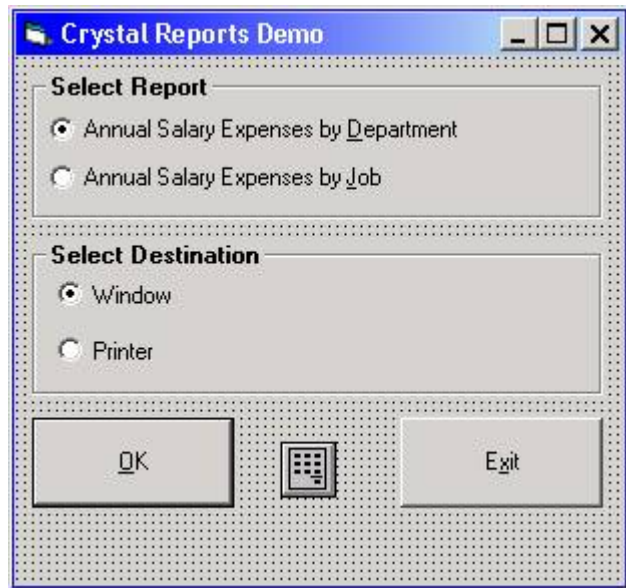 Crystal Reports Demo
Select Report
Annual Salary Expenses by Department
Annual Salary Expenses by Job
Select Destination
Window
Printer
OK
Exit